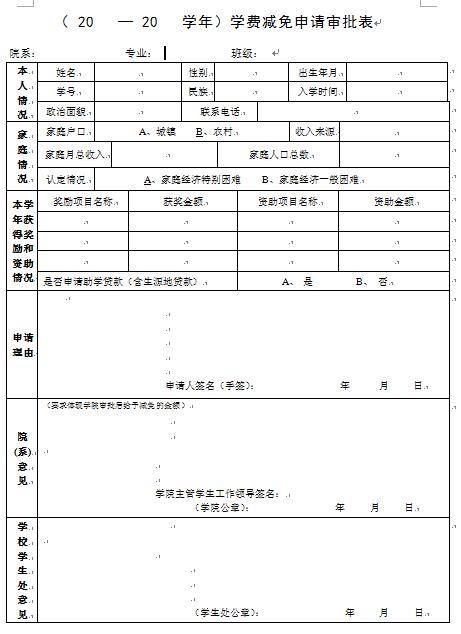 （ 20 — 20 学年）学费减免申请审批表
院系： 专业： 班级：
本人情况
姓名 性别 出生年月
学号 民族 入学时间
政治面貌 联系电话
家庭情况
家庭户口 A、城镇 B、农村 收入来源
家庭月总收入 家庭人口总数
认定情况 A、家庭经济特别困难 B、家庭经济一般困难
本学年获得奖励和资助情况
奖励项目名称 获奖金额 资助项目名称 资助金额
是否申请助学贷款（含生源地贷款） A、 是 B、 否
申请理由
申请人签名（手签）： 年 月 日
院(系)意见
（要求体现学院审批后给予减免的金额）
学院主管学生工作领导签名：
（学院公章）： 年 月 日
学校学生处意见
（学生处公章）： 年 月 日